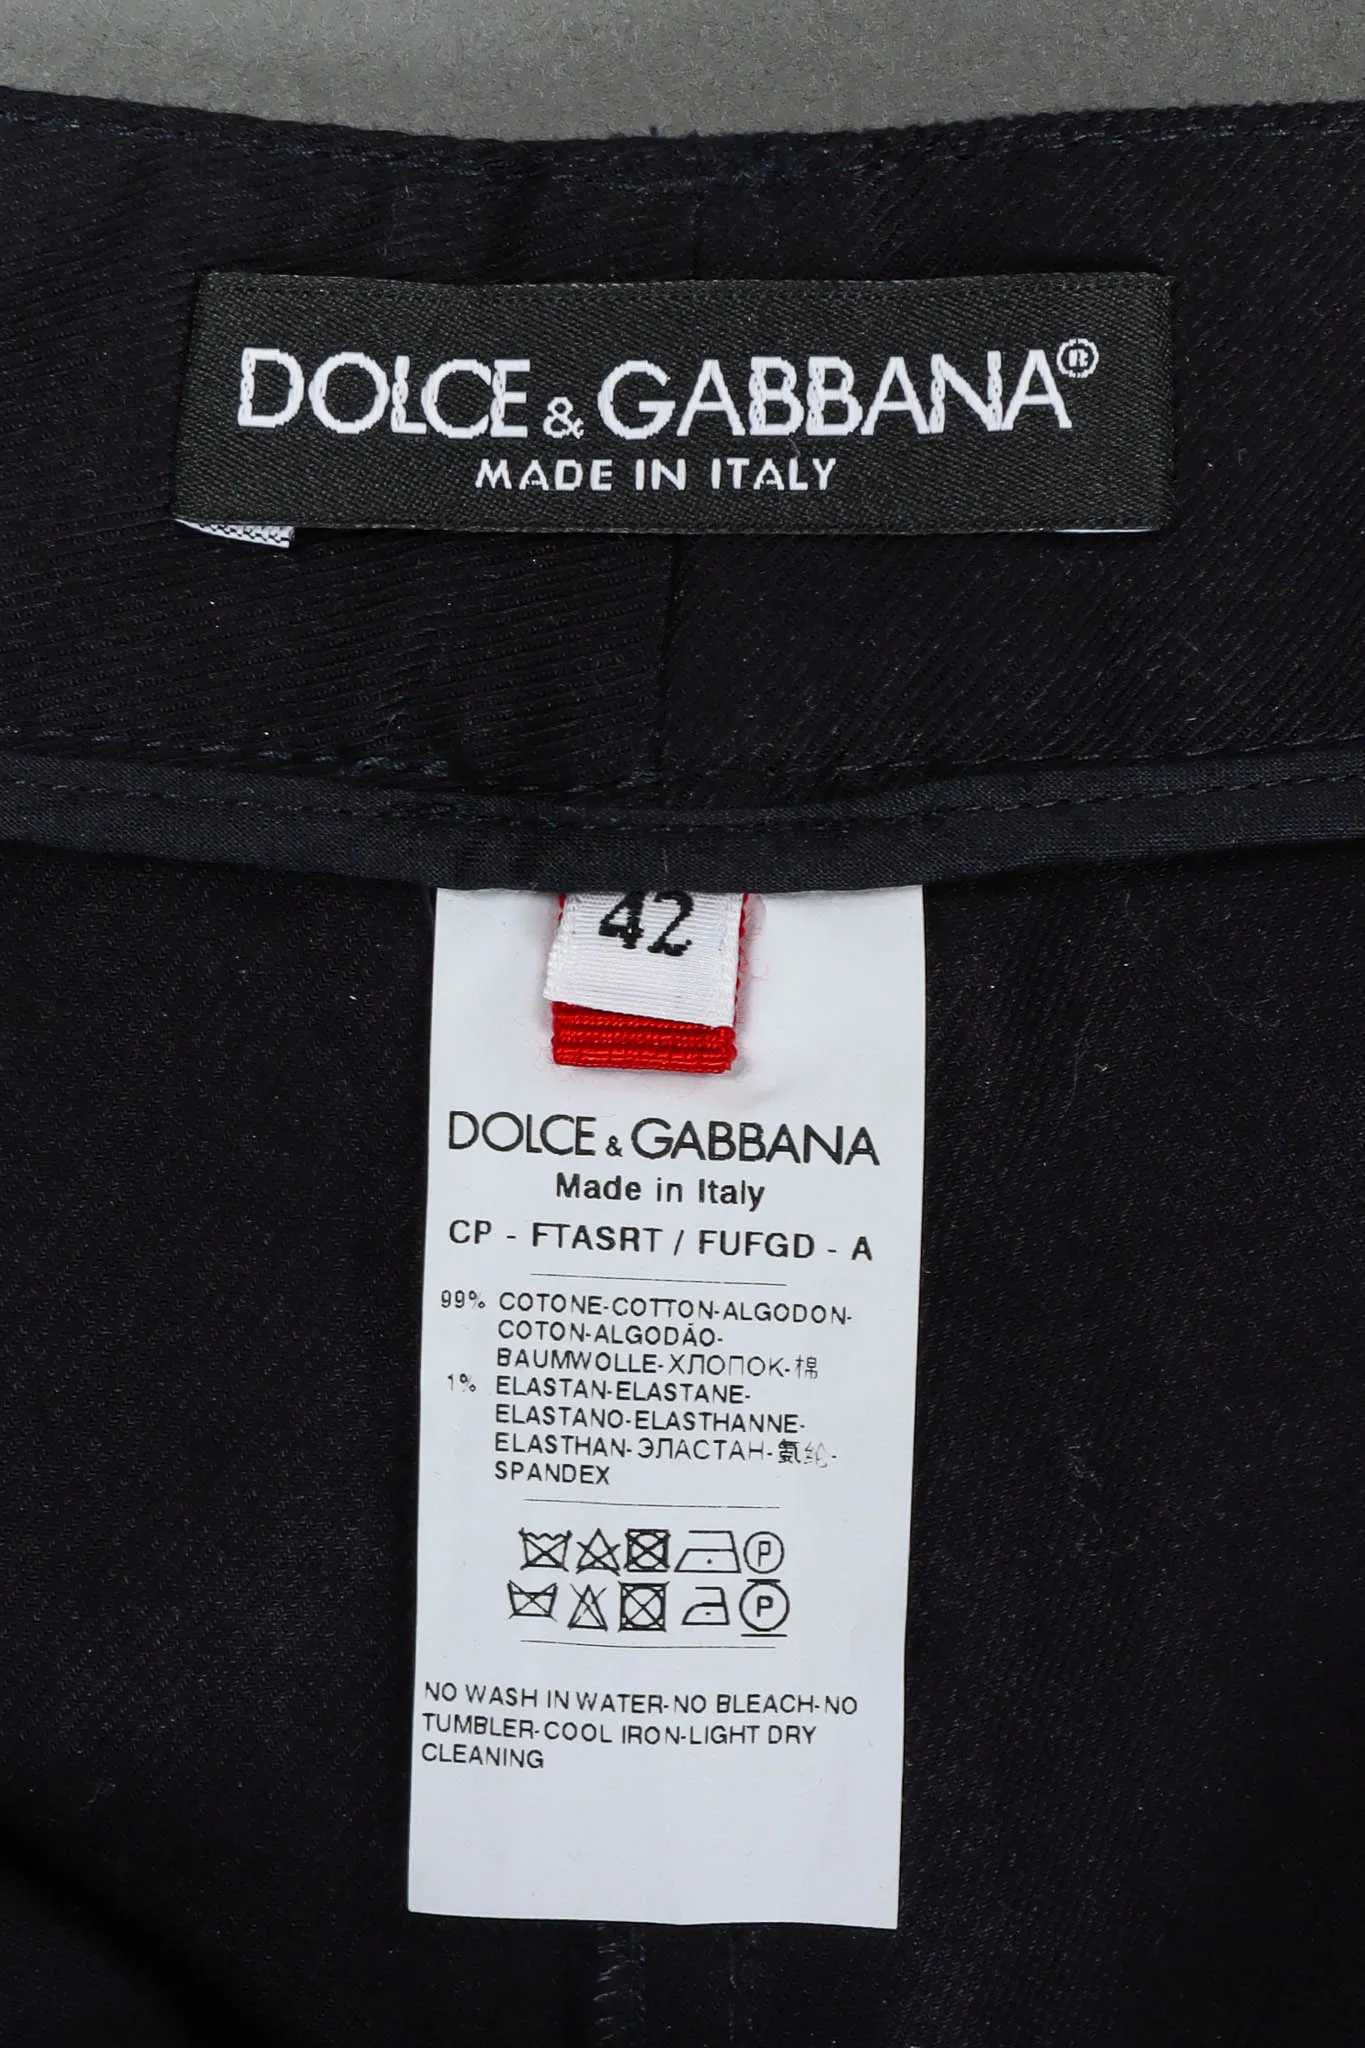 DOLCE & GABBANA®
MADE IN ITALY
42
DOLCE & GABBANA
Made in Italy
CP - FTASRT / FUFGD - A
99% COTONE-COTTON-ALGODON-
COTON-ALGODÃO-
BAUMWOLLE-ХЛОПОК-棉
1% ELASTAN-ELASTANE-
ELASTANO-ELASTHANNE-
ELASTHAN-ЭЛАСТАН-氨纶-
SPANDEX
P
P
NO WASH IN WATER-NO BLEACH-NO
TUMBLER-COOL IRON-LIGHT DRY
CLEANING